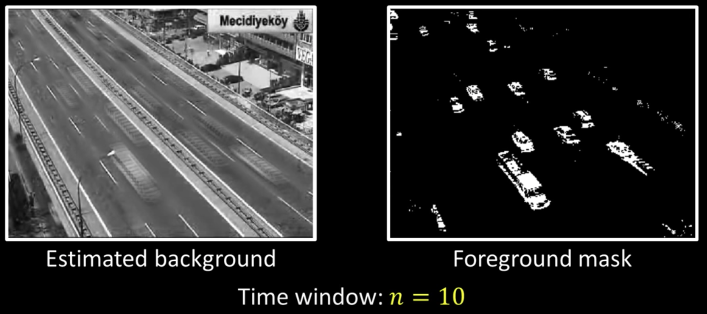 Mecidiyeköy
Estimated background
Foreground mask
Time window: n = 10